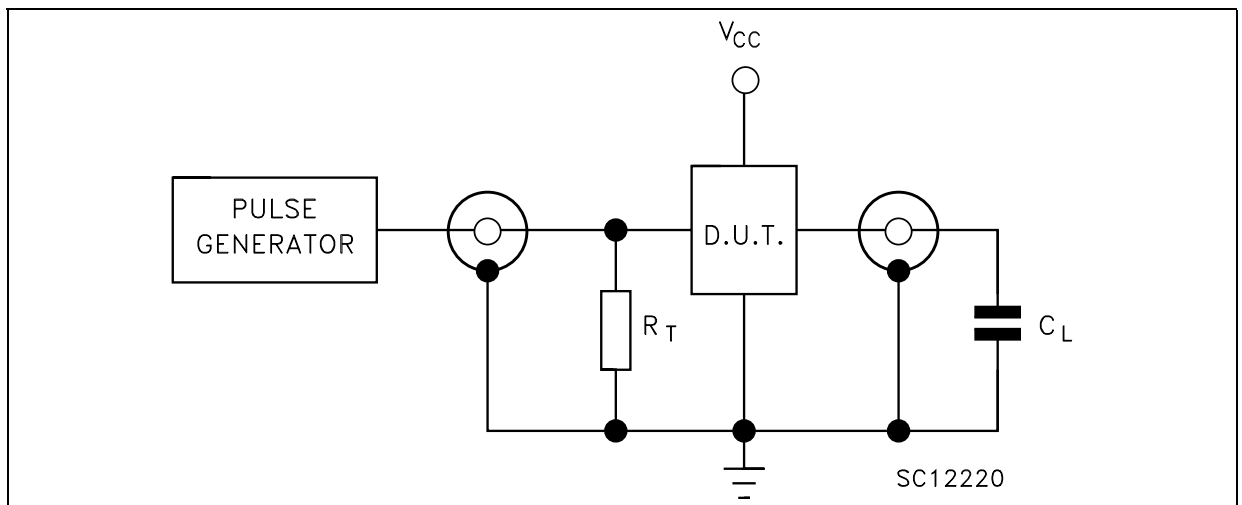 VCC
PULSE
GENERATOR
D.U.T.
RT
CL
SC12220